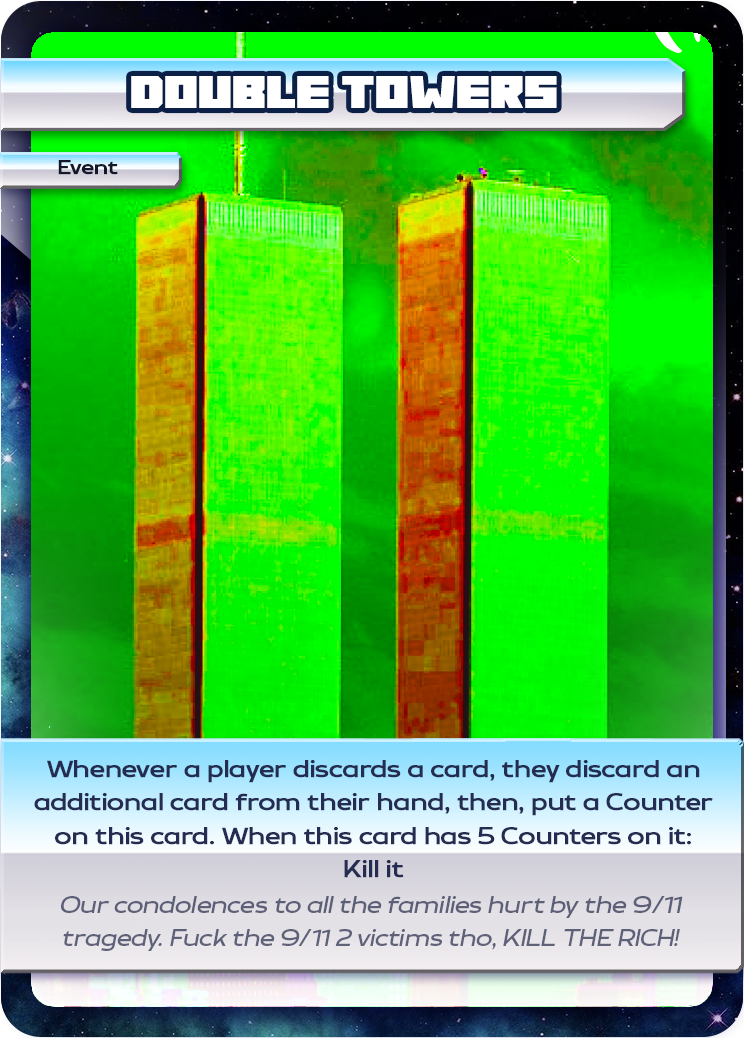 DOUBLE TOWERS
Event
Whenever a player discards a card, they discard an
additional card from their hand, then, put a Counter
on this card. When this card has 5 Counters on it:
Kill it
Our condolences to all the families hurt by the 9/11
tragedy. Fuck the 9/11 2 victims tho, KILL THE RICH!